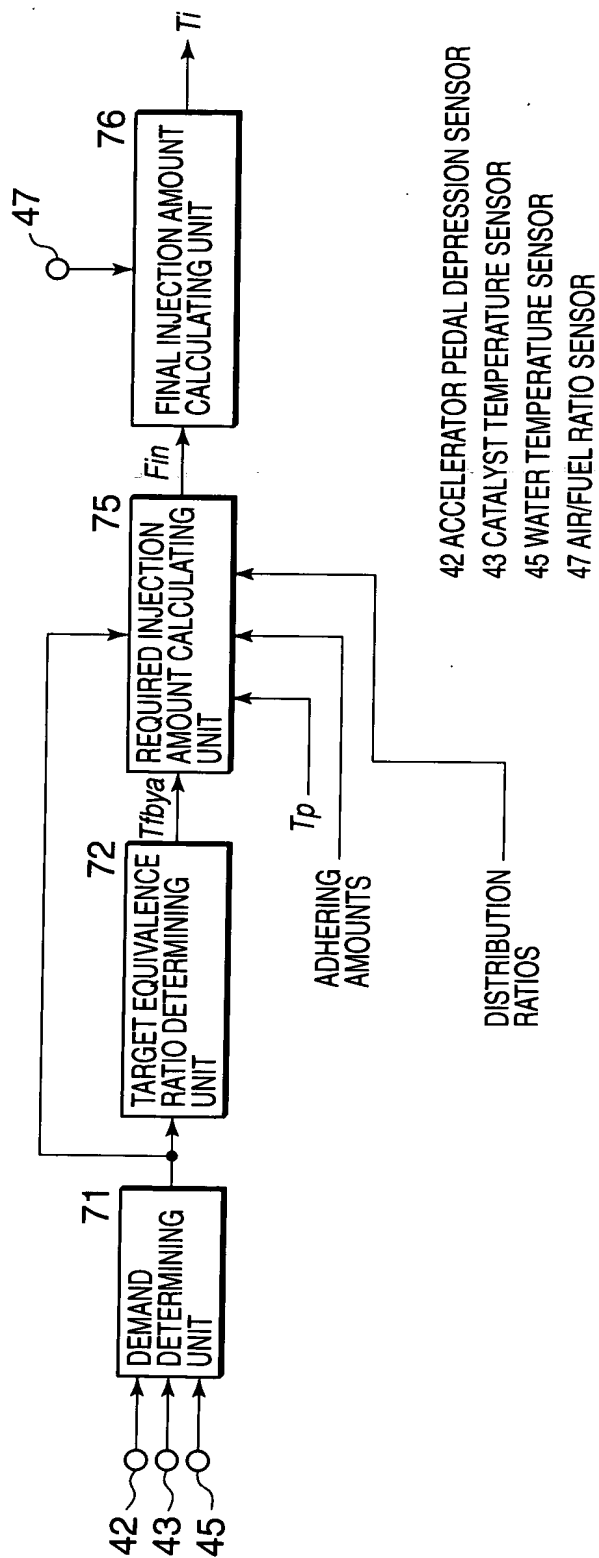 42
43
45
71
DEMAND
DETERMINING
UNIT
72
TARGET EQUIVALENCE
RATIO DETERMINING
UNIT
Tfbya
75
REQUIRED INJECTION
AMOUNT CALCULATING
UNIT
Fin
47
76
FINAL INJECTION AMOUNT
CALCULATING UNIT
Ti
Tp
ADHERING
AMOUNTS
DISTRIBUTION
RATIOS
42 ACCELERATOR PEDAL DEPRESSION SENSOR
43 CATALYST TEMPERATURE SENSOR
45 WATER TEMPERATURE SENSOR
47 AIR/FUEL RATIO SENSOR